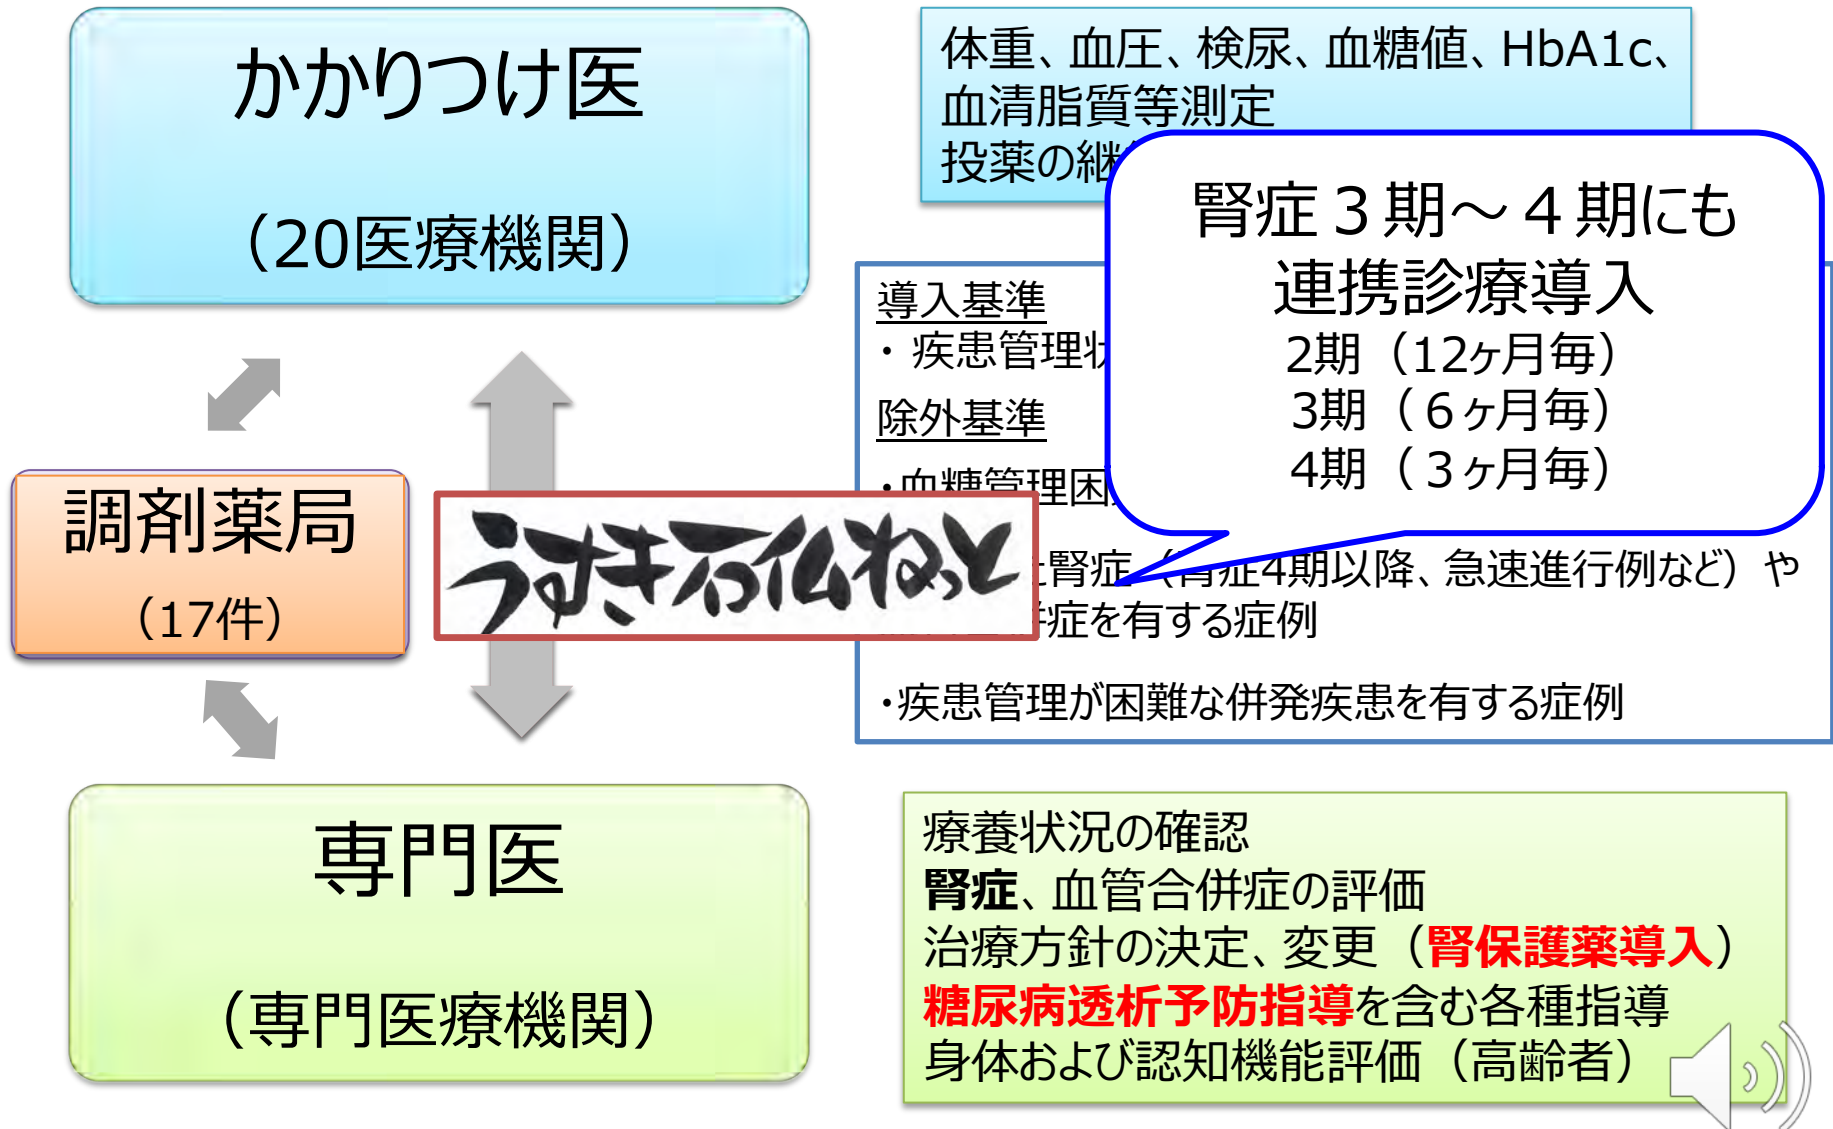 かかりつけ医
（20医療機関）
体重、血圧、検尿、血糖値、HbA1c、
血清脂質等測定
投薬の継
腎症３期～４期にも
連携診療導入
2期（12ヶ月毎）
3期（６ヶ月毎）
4期（３ヶ月毎）
導入基準
・疾患管理状
除外基準
・血糖管理困
腎症（腎症4期以降、急速進行例など）や
併症を有する症例
・疾患管理が困難な併発疾患を有する症例
調剤薬局
（17件）
うすき石仏ねっと
専門医
（専門医療機関）
療養状況の確認
腎症、血管合併症の評価
治療方針の決定、変更（腎保護薬導入）
糖尿病透析予防指導を含む各種指導
身体および認知機能評価（高齢者）